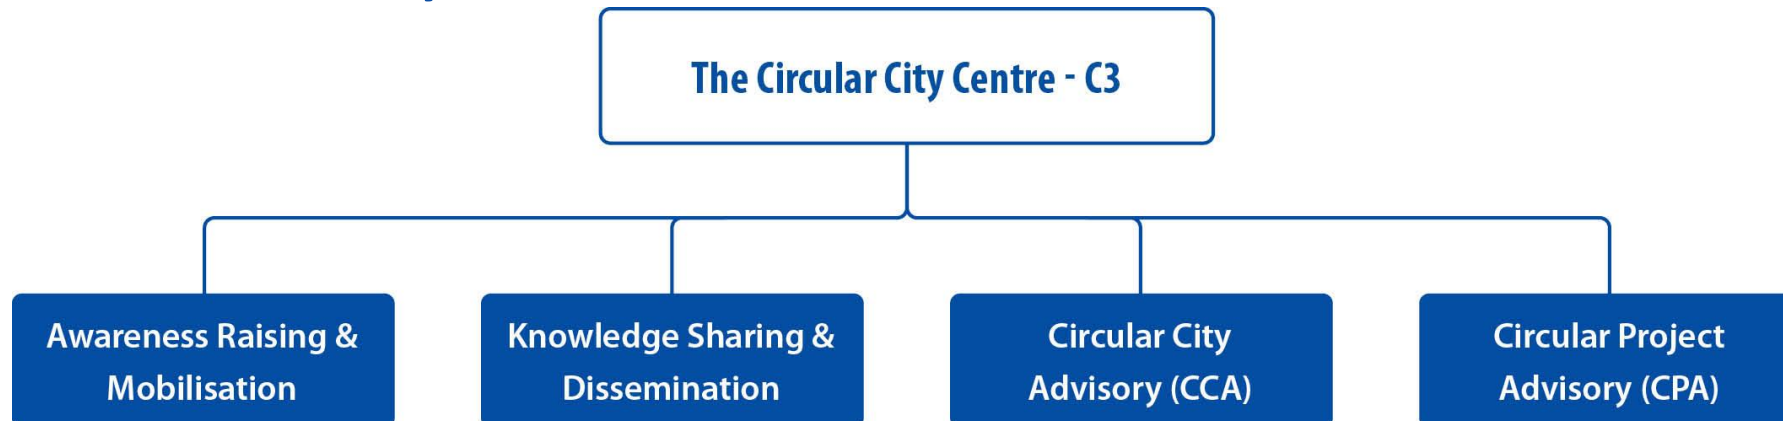 The Circular City Centre - C3
Awareness Raising &
Mobilisation
Knowledge Sharing &
Dissemination
Circular City
Advisory (CCA)
Circular Project
Advisory (CPA)